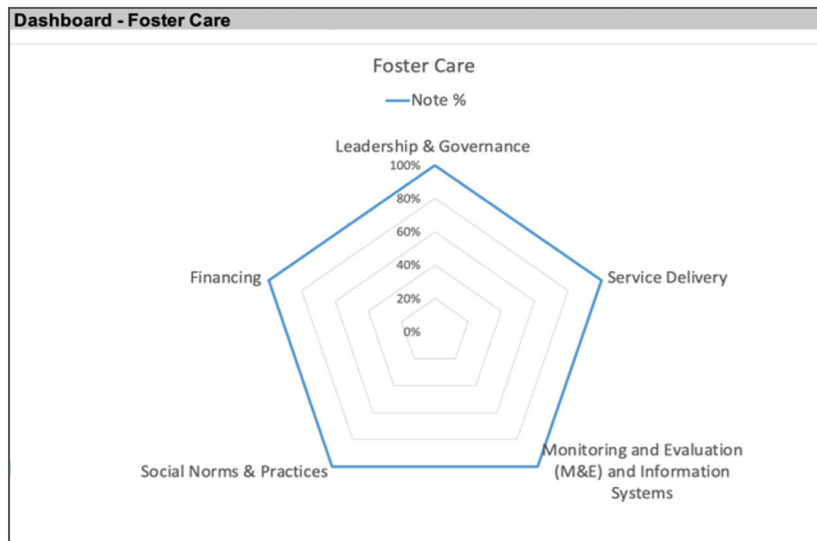 Dashboard - Foster Care
Foster Care
Note %
Leadership & Governance
100%
80%
60%
40%
20%
0%
Financing
Service Delivery
Social Norms & Practices
Monitoring and Evaluation
(M&E) and Information
Systems